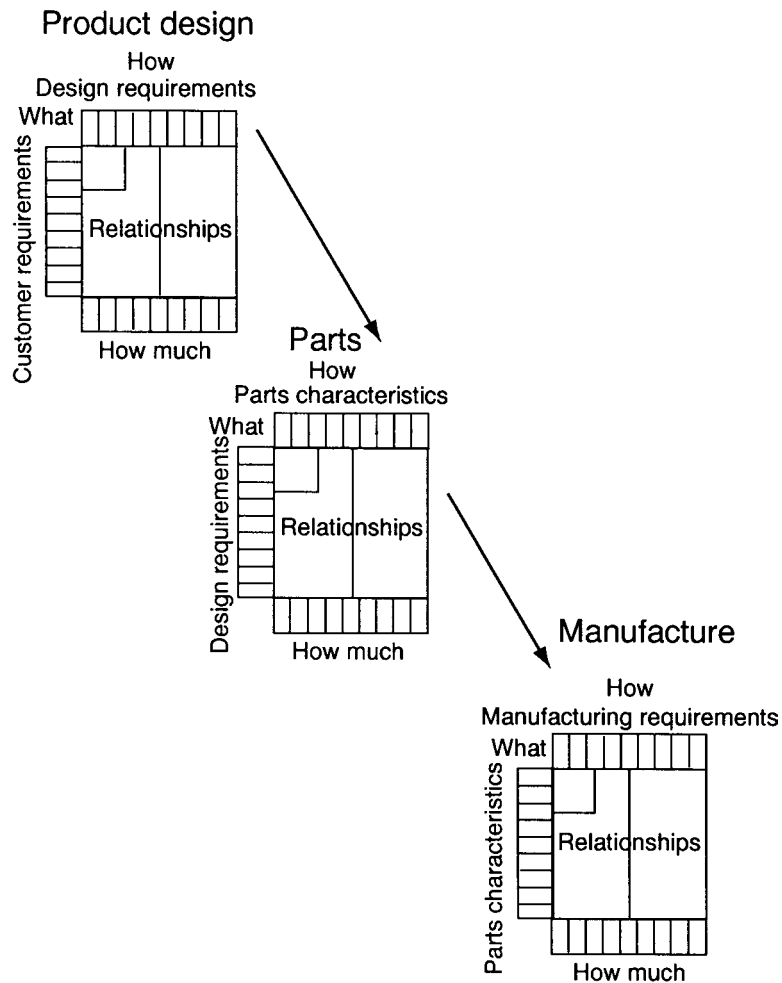 Product design
How
Design requirements
What
Customer requirements
Relationships
How much
Parts
How
Parts characteristics
What
Design requirements
Relationships
How much
Manufacture
How
Manufacturing requirements
What
Parts characteristics
Relationships
How much